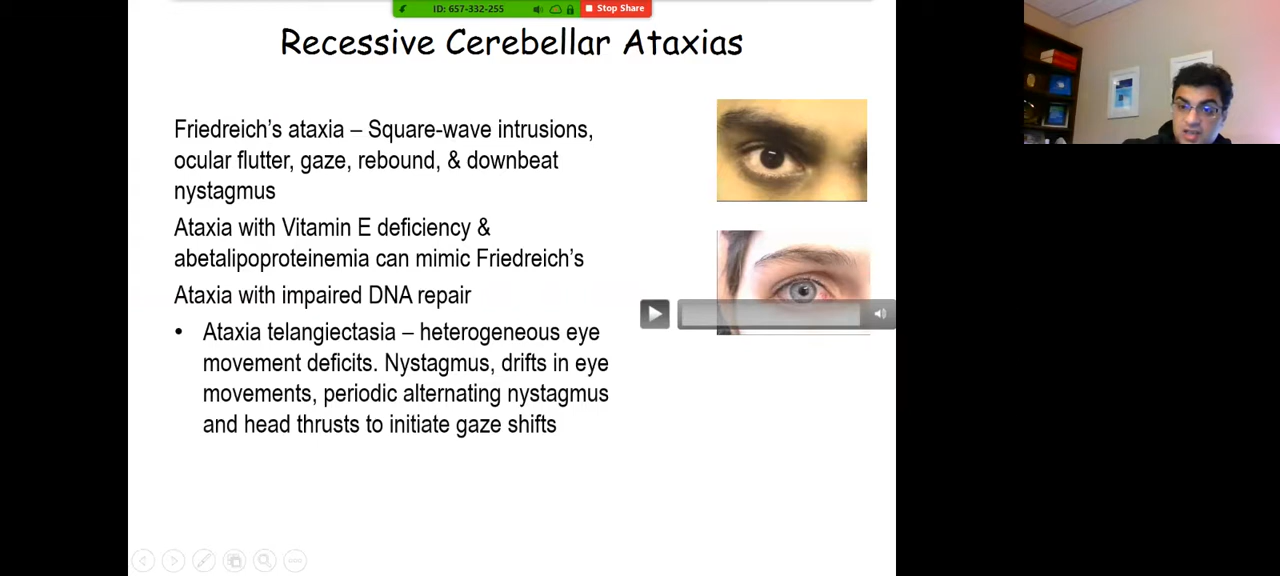 ID: 657-332-255
Stop Share
Recessive Cerebellar Ataxias
Friedreich's ataxia – Square-wave intrusions,
ocular flutter, gaze, rebound, & downbeat
nystagmus
Ataxia with Vitamin E deficiency &
abetalipoproteinemia can mimic Friedreich's
Ataxia with impaired DNA repair
• Ataxia telangiectasia – heterogeneous eye
movement deficits. Nystagmus, drifts in eye
movements, periodic alternating nystagmus
and head thrusts to initiate gaze shifts